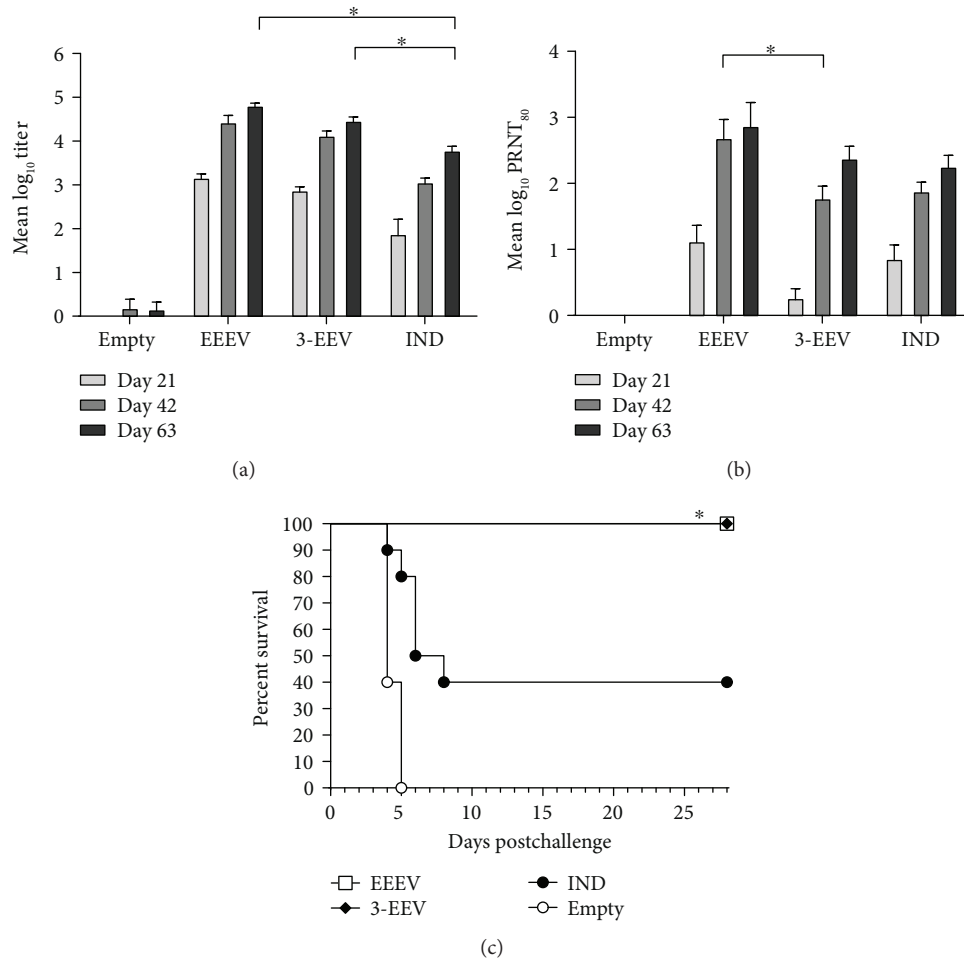 *
*
6
5
4
3
2
1
0
Mean log₁₀ titer
Empty EEEV 3-EEV IND
Day 21
Day 42
Day 63
(a)
*
4
3
2
1
0
Mean log₁₀ PRNT₈₀
Empty EEEV 3-EEV IND
Day 21
Day 42
Day 63
(b)
*
100
90
80
70
60
50
40
30
20
10
0
Percent survival
0 5 10 15 20 25
Days postchallenge
EEEV IND
3-EEV Empty
(c)